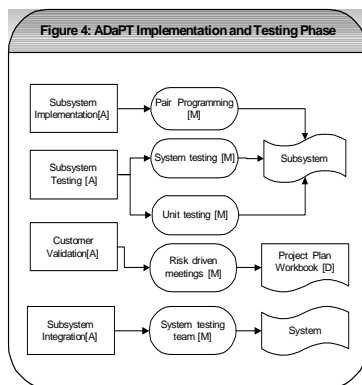 Figure 4: ADaPT Implementation and Testing Phase
Subsystem
Implementation[A]
Pair Programming
[M]
Subsystem
Testing [A]
System testing [M]
Subsystem
Unit testing [M]
Customer
Validation[A]
Risk driven
meetings [M]
Project Plan
Workbook [D]
Subsystem
Integration[A]
System testing
team [M]
System